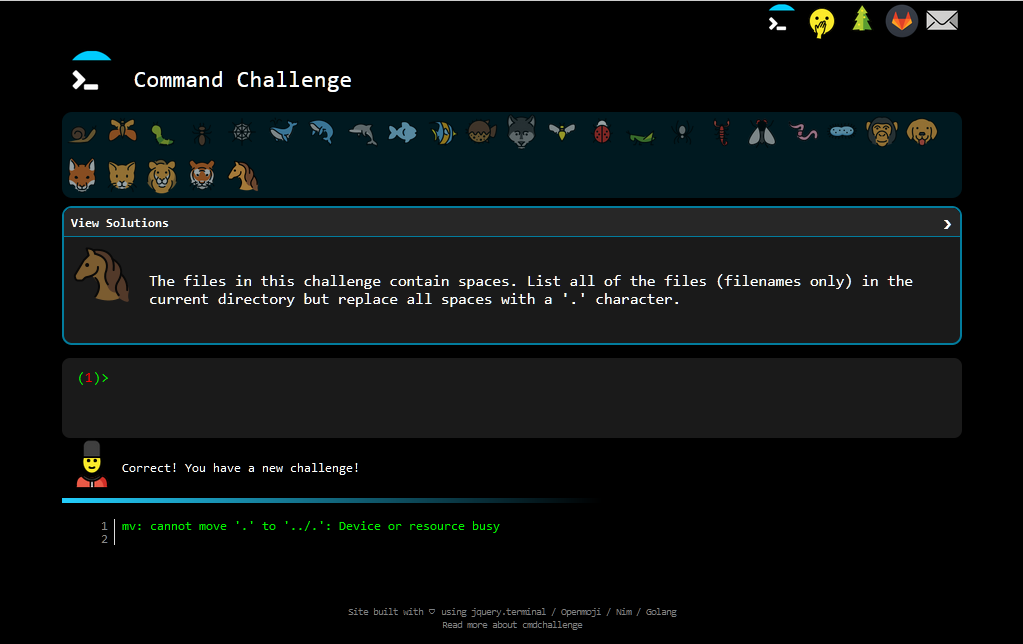 Command Challenge
View Solutions
The files in this challenge contain spaces. List all of the files (filenames only) in the
current directory but replace all spaces with a '.' character.
(1)>
Correct! You have a new challenge!
1 mv: cannot move '.' to '../.': Device or resource busy
2
Site built with ♡ using jquery.terminal / Openmoji / Nim / Golang
Read more about cmdchallenge